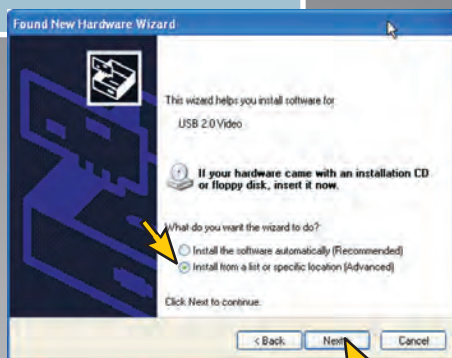 Found New Hardware Wizard
This wizard helps you install software for:
USB 2.0 Video
If your hardware came with an installation CD
or floppy disk, insert it now.
What do you want the wizard to do?
Install the software automatically (Recommended)
Install from a list or specific location (Advanced)
Click Next to continue.
< Back
Next
Cancel